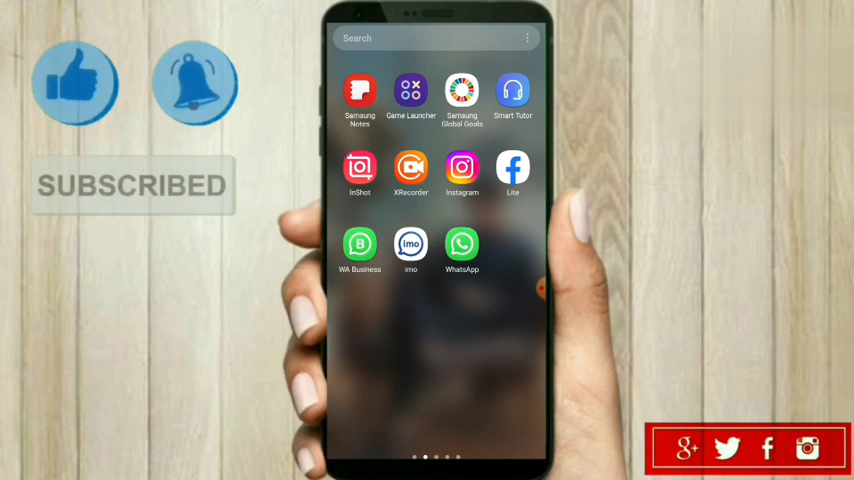 SUBSCRIBED
Search
Samsung Notes
Game Launcher
Samsung Global Goals
Smart Tutor
InShot
XRecorder
Instagram
Lite
B
WA Business
imo
imo
WhatsApp
g+
f